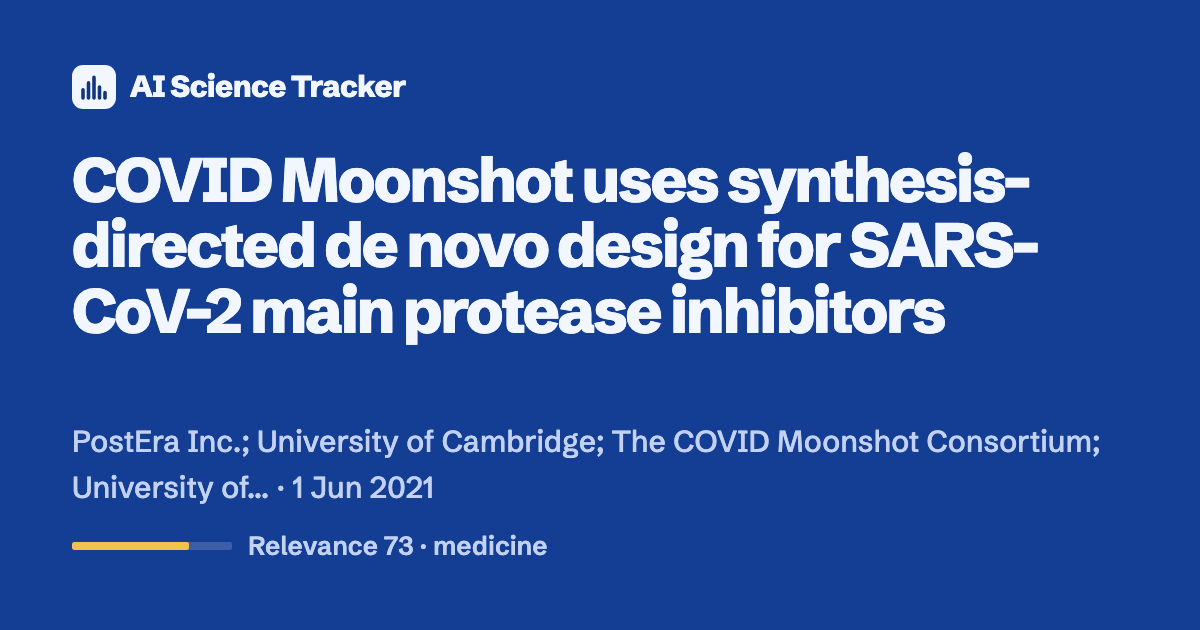 AI Science Tracker
COVID Moonshot uses synthesis-
directed de novo design for SARS-
CoV-2 main protease inhibitors
PostEra Inc.; University of Cambridge; The COVID Moonshot Consortium;
University of... · 1 Jun 2021
Relevance 73 · medicine